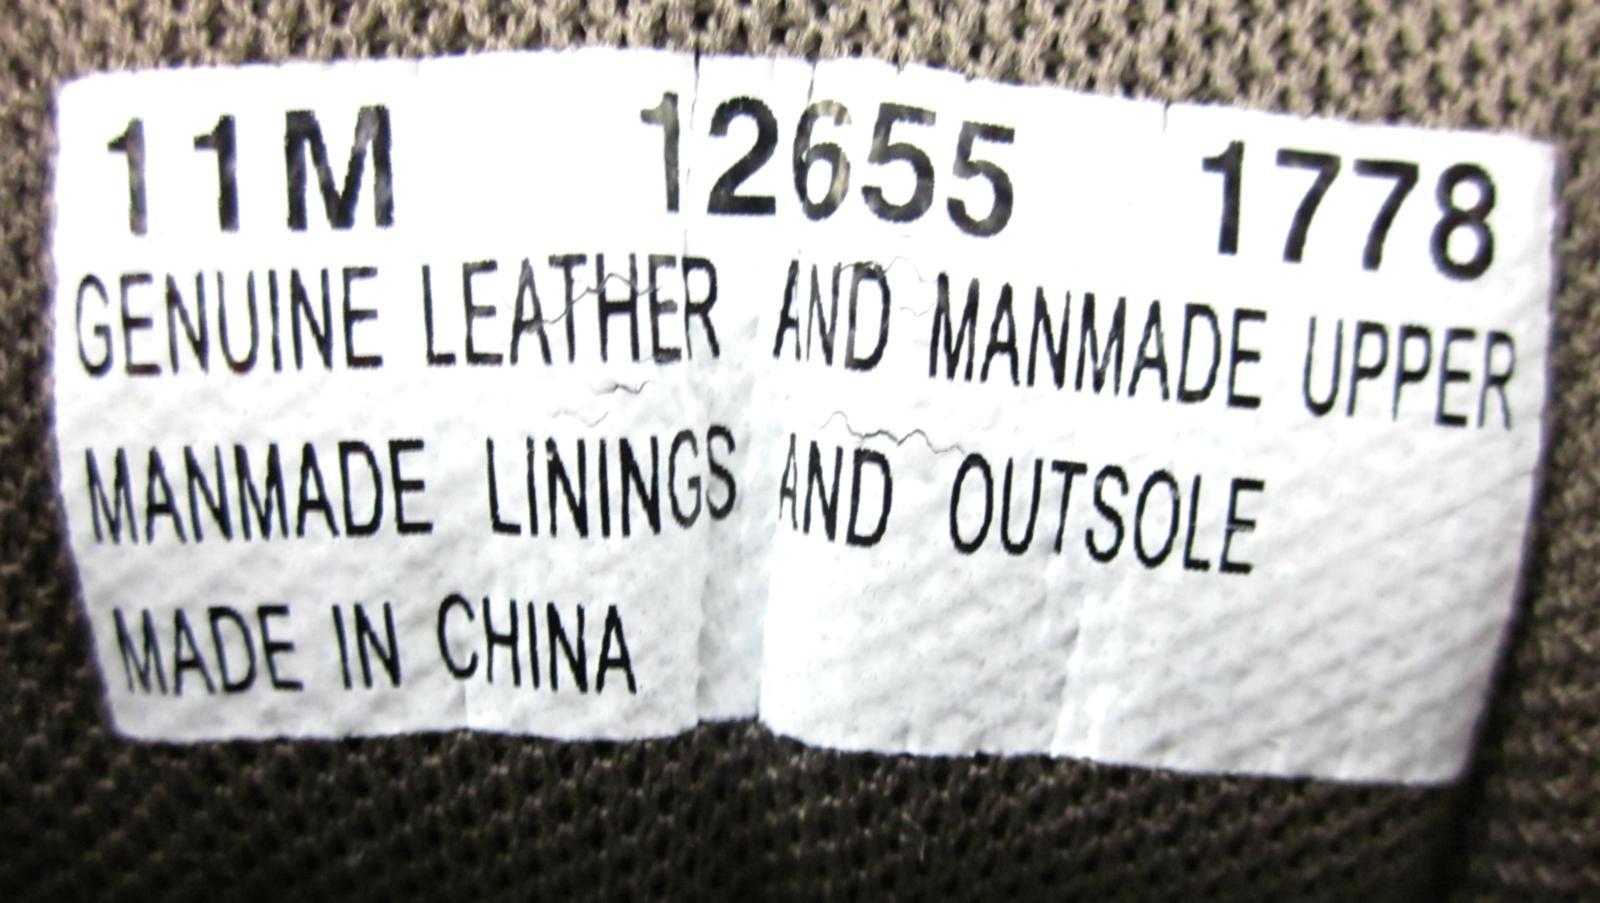 11M 12655 1778
GENUINE LEATHER AND MANMADE UPPER
MANMADE LININGS AND OUTSOLE
MADE IN CHINA